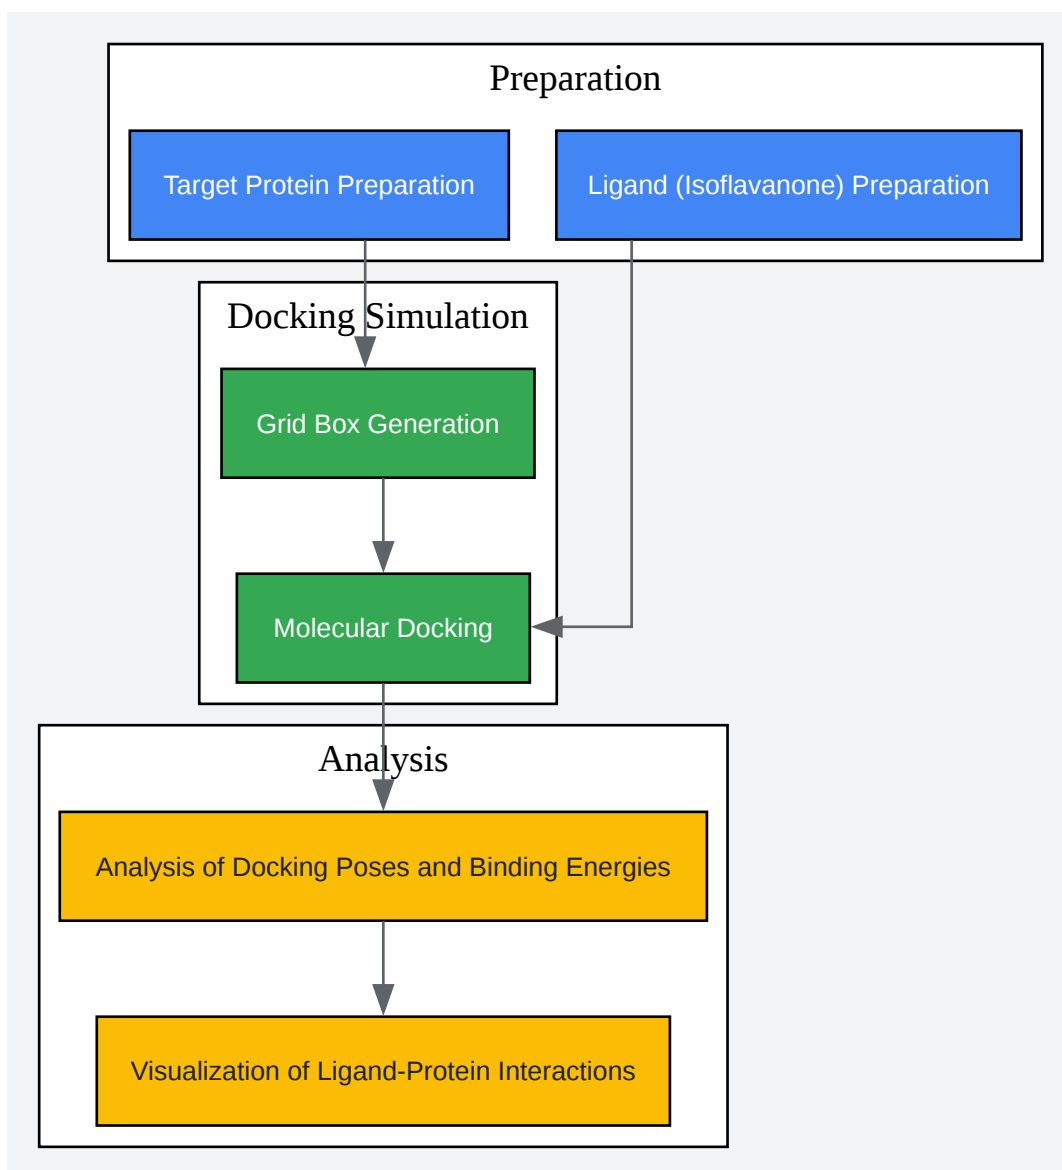 Preparation
Target Protein Preparation
Ligand (Isoflavanone) Preparation
Docking Simulation
Grid Box Generation
Molecular Docking
Analysis
Analysis of Docking Poses and Binding Energies
Visualization of Ligand-Protein Interactions